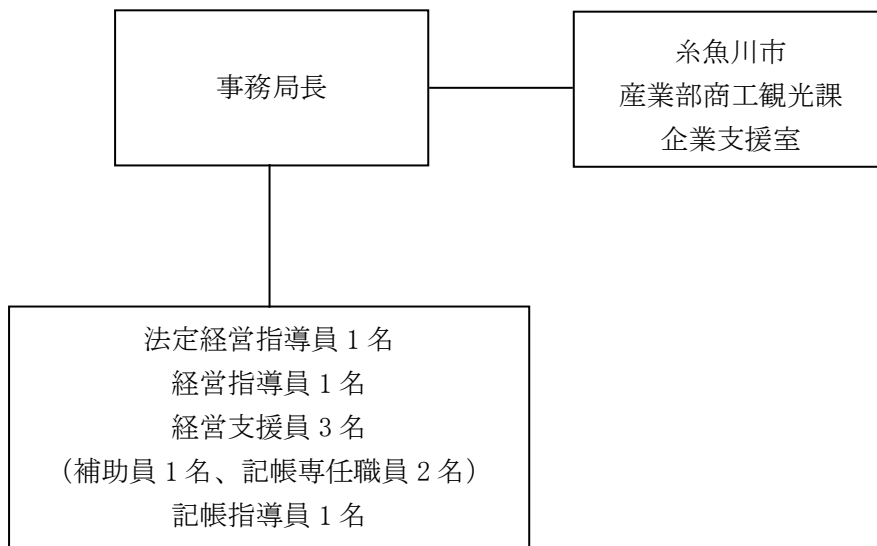 事務局長
糸魚川市
産業部商工観光課
企業支援室
法定経営指導員 1 名
経営指導員 1 名
経営支援員 3 名
（補助員 1 名、記帳専任職員 2 名）
記帳指導員 1 名